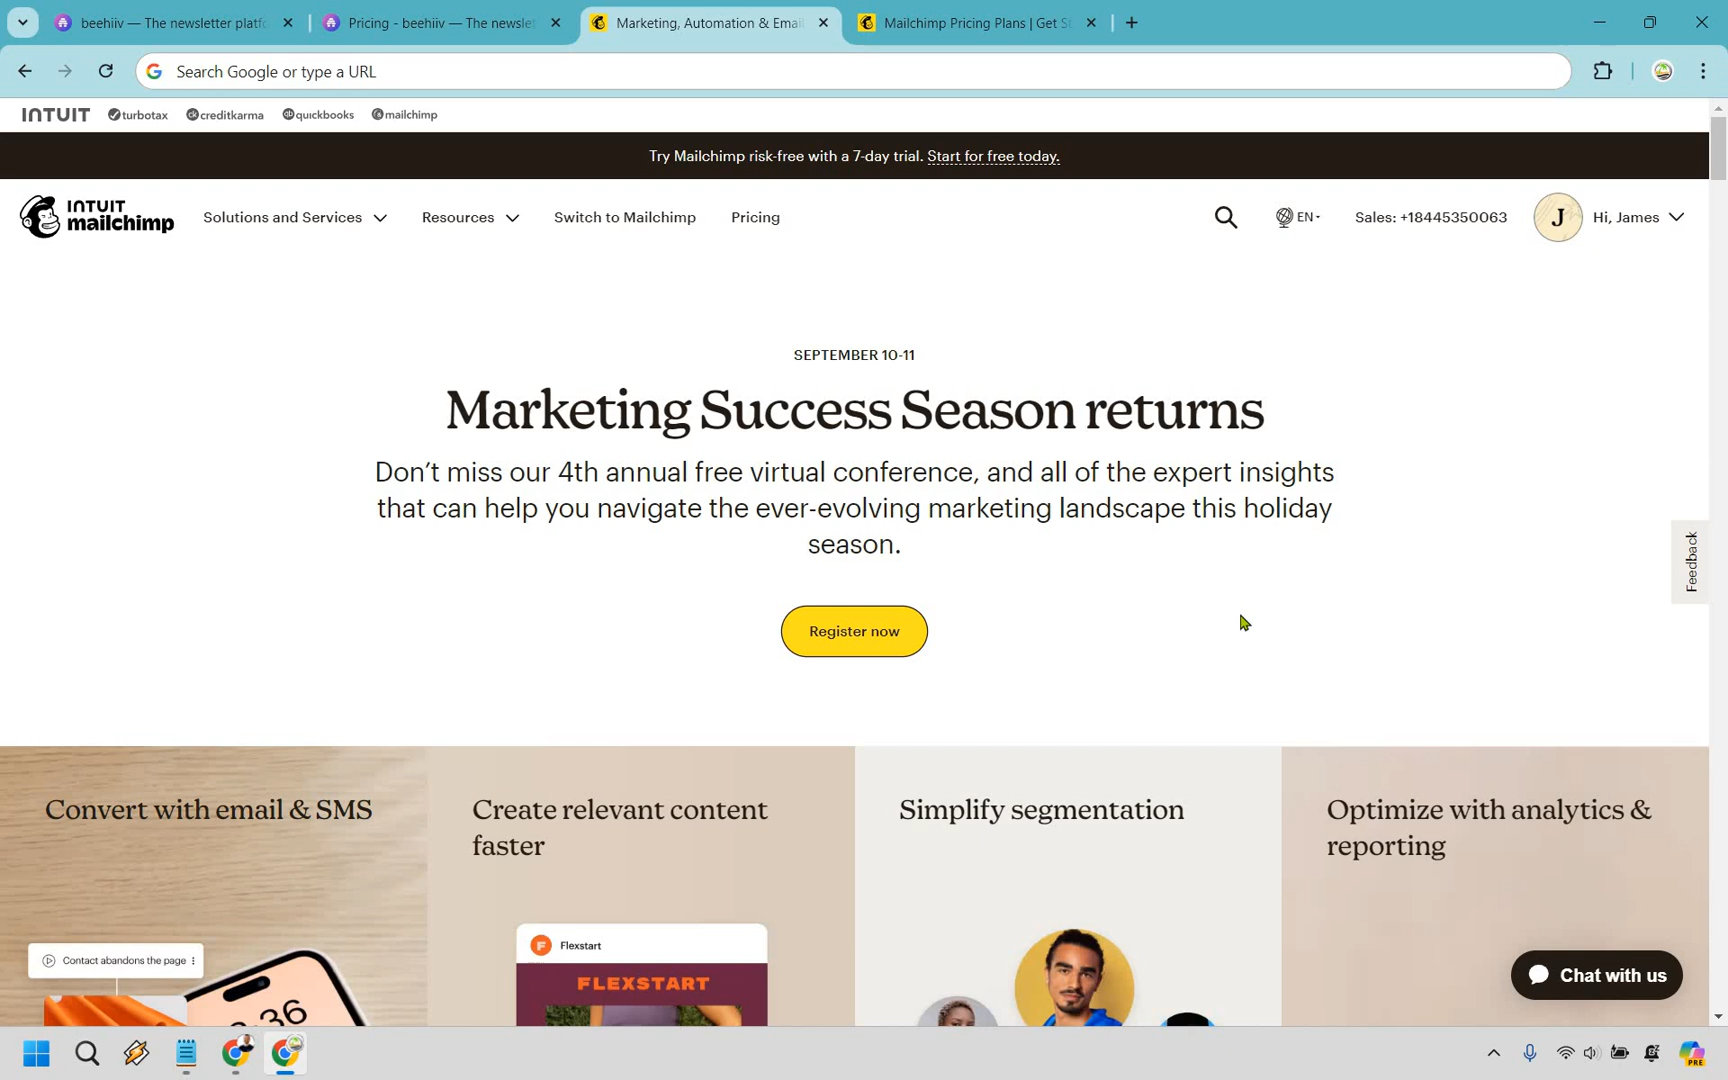 beehiiv — The newsletter platfo
Pricing - beehiiv — The newslet
Marketing, Automation & Email
Mailchimp Pricing Plans | Get St
Search Google or type a URL
INTUIT turbotax creditkarma quickbooks mailchimp
Try Mailchimp risk-free with a 7-day trial. Start for free today.
INTUIT
mailchimp
Solutions and Services
Resources
Switch to Mailchimp
Pricing
EN
Sales: +18445350063
J
Hi, James
SEPTEMBER 10-11
Marketing Success Season returns
Don’t miss our 4th annual free virtual conference, and all of the expert insights
that can help you navigate the ever-evolving marketing landscape this holiday
season.
Register now
Feedback
Convert with email & SMS
Create relevant content
faster
Simplify segmentation
Optimize with analytics &
reporting
Contact abandons the page
Flexstart
FLEXSTART
Chat with us
PRE